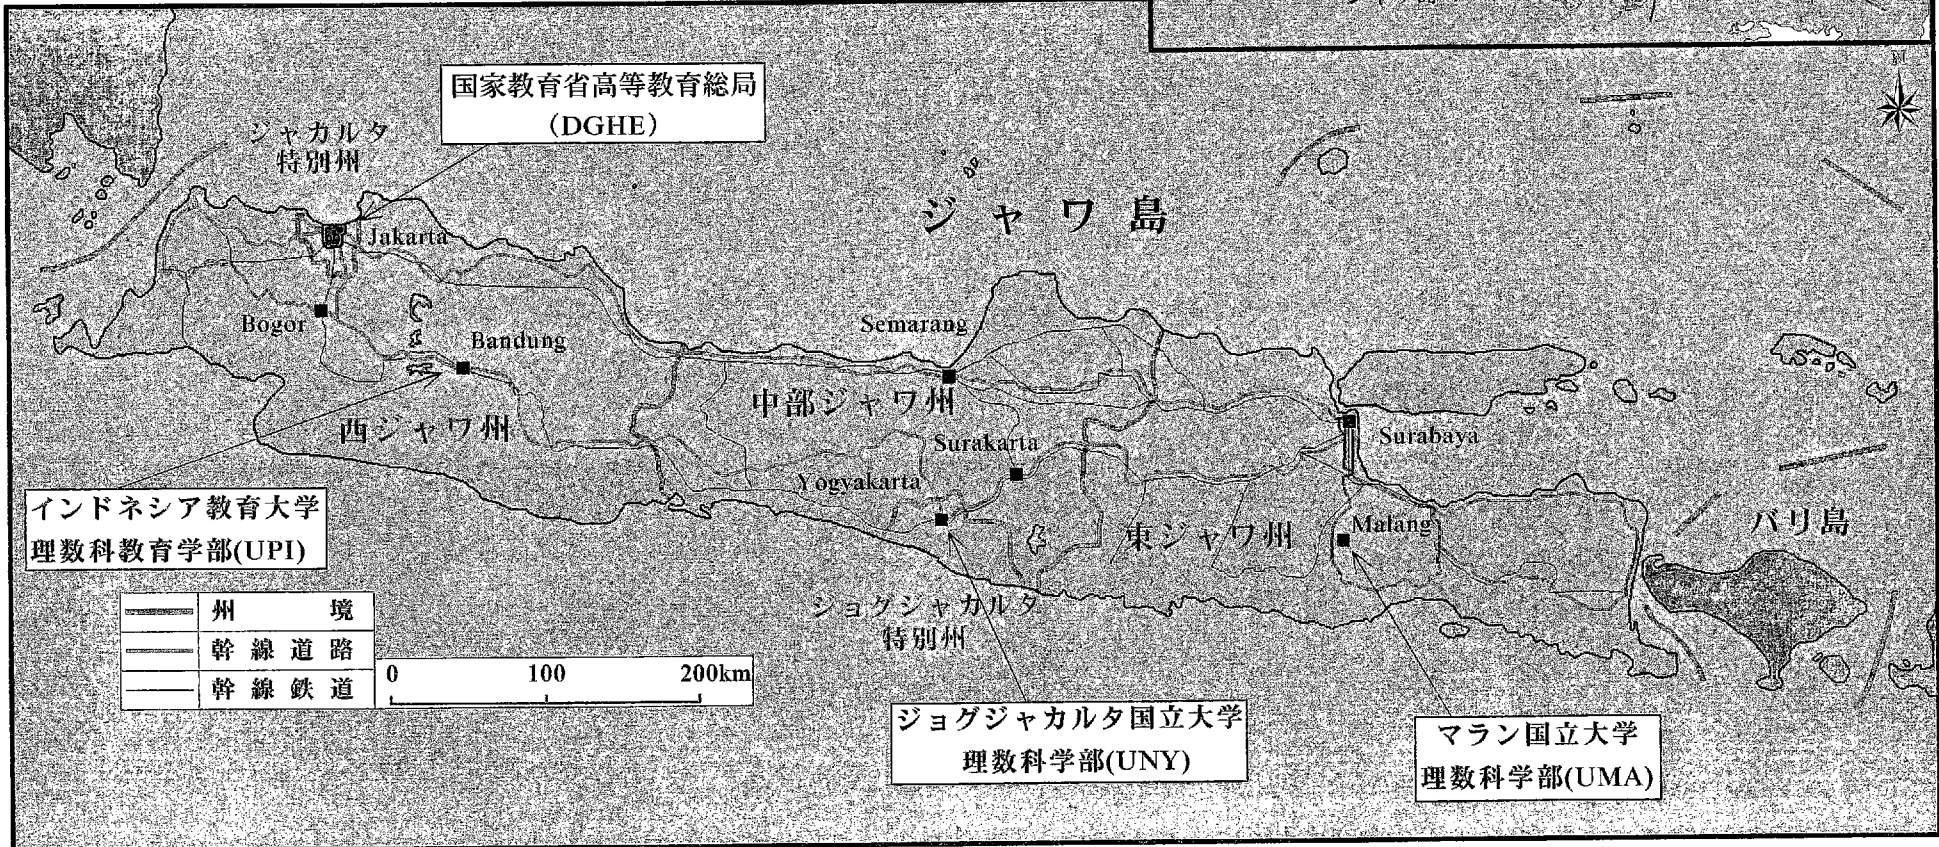 N
国家教育省高等教育総局
(DGHE)
ジャカルタ
特別州
ジャワ島
Jakarta
Bogor
Bandung
Semarang
中部ジャワ州
西ジャワ州
Surakarta
Surabaya
Yogyakarta
インドネシア教育大学
理数科教育学部(UPI)
東ジャワ州
Malang
バリ島
州境
幹線道路
幹線鉄道
ジョグジャカルタ
特別州
0 100 200km
ジョグジャカルタ国立大学
理数科学部(UNY)
マラン国立大学
理数科学部(UMA)